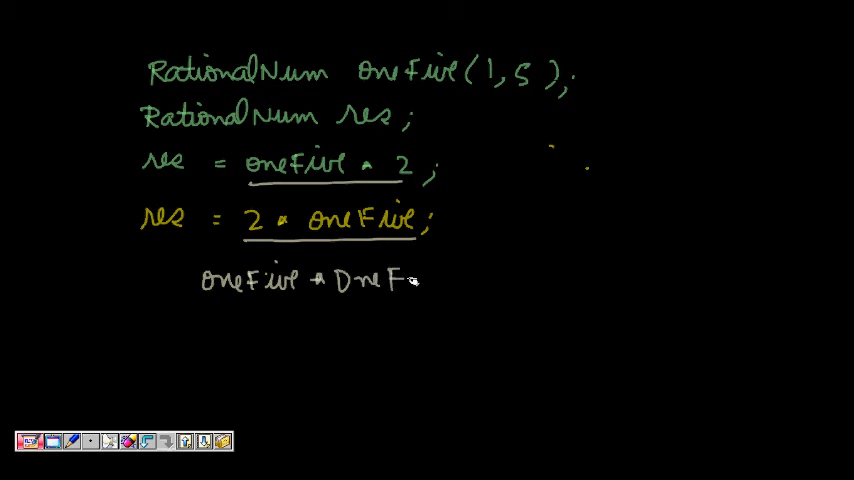 RationalNum oneFive(1,5);
RationalNum res;
res = oneFive * 2;
res = 2 * oneFive;
oneFive * OneF